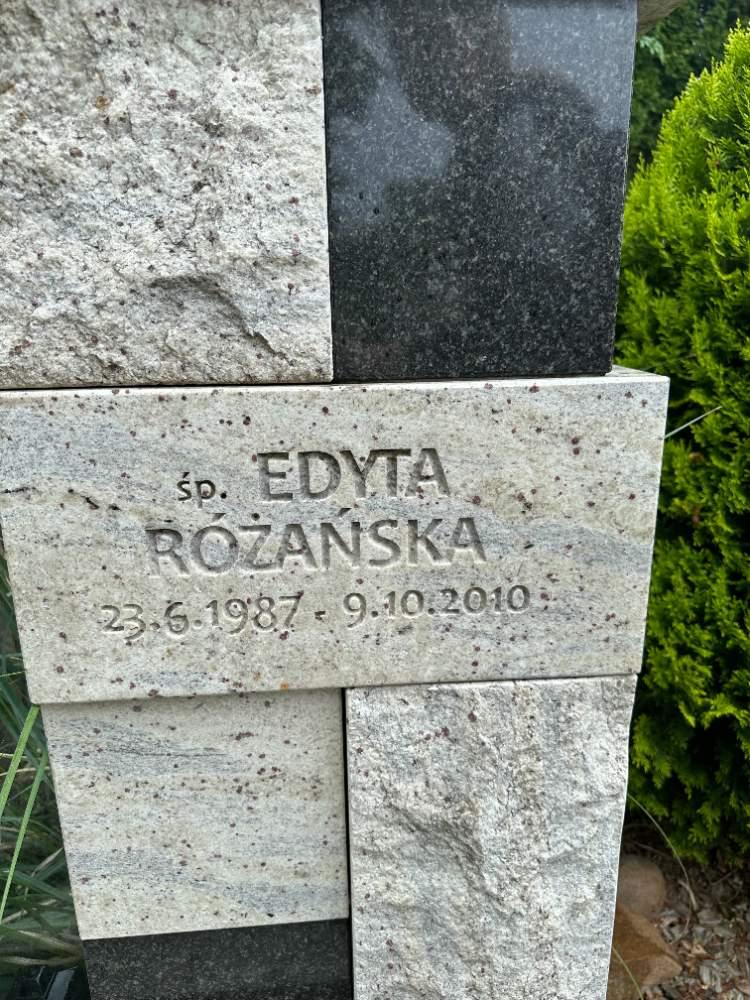 śp. EDYTA
RÓŻAŃSKA
23.6.1987 - 9.10.2010